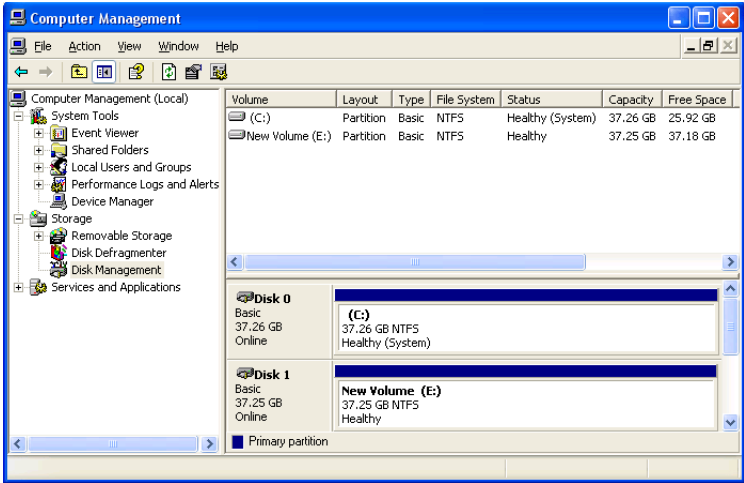 Computer Management
File Action View Window Help
Computer Management (Local)
System Tools
Event Viewer
Shared Folders
Local Users and Groups
Performance Logs and Alerts
Device Manager
Storage
Removable Storage
Disk Defragmenter
Disk Management
Services and Applications
Volume Layout Type File System Status Capacity Free Space
(C:) Partition Basic NTFS Healthy (System) 37.26 GB 25.92 GB
New Volume (E:) Partition Basic NTFS Healthy 37.25 GB 37.18 GB
Disk 0
Basic
37.26 GB
Online
(C:)
37.26 GB NTFS
Healthy (System)
Disk 1
Basic
37.25 GB
Online
New Volume (E:)
37.25 GB NTFS
Healthy
Primary partition